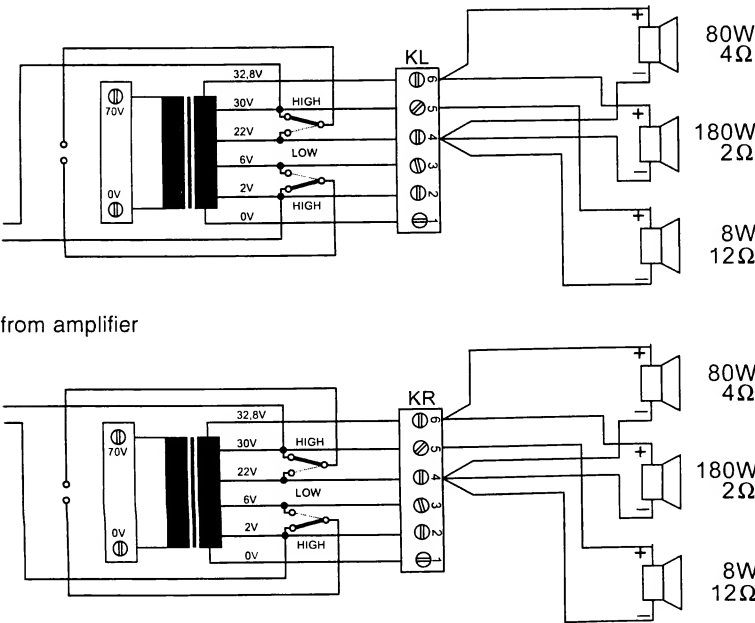 KL
+
80W
4Ω
−
32,8V
6
70V
30V
HIGH
5
+
180W
2Ω
−
22V
4
LOW
6V
3
0V
2V
HIGH
2
0V
1
+
8W
12Ω
−
from amplifier
KR
+
80W
4Ω
−
32,8V
6
70V
30V
HIGH
5
+
180W
2Ω
−
22V
4
LOW
6V
3
0V
2V
HIGH
2
0V
1
+
8W
12Ω
−